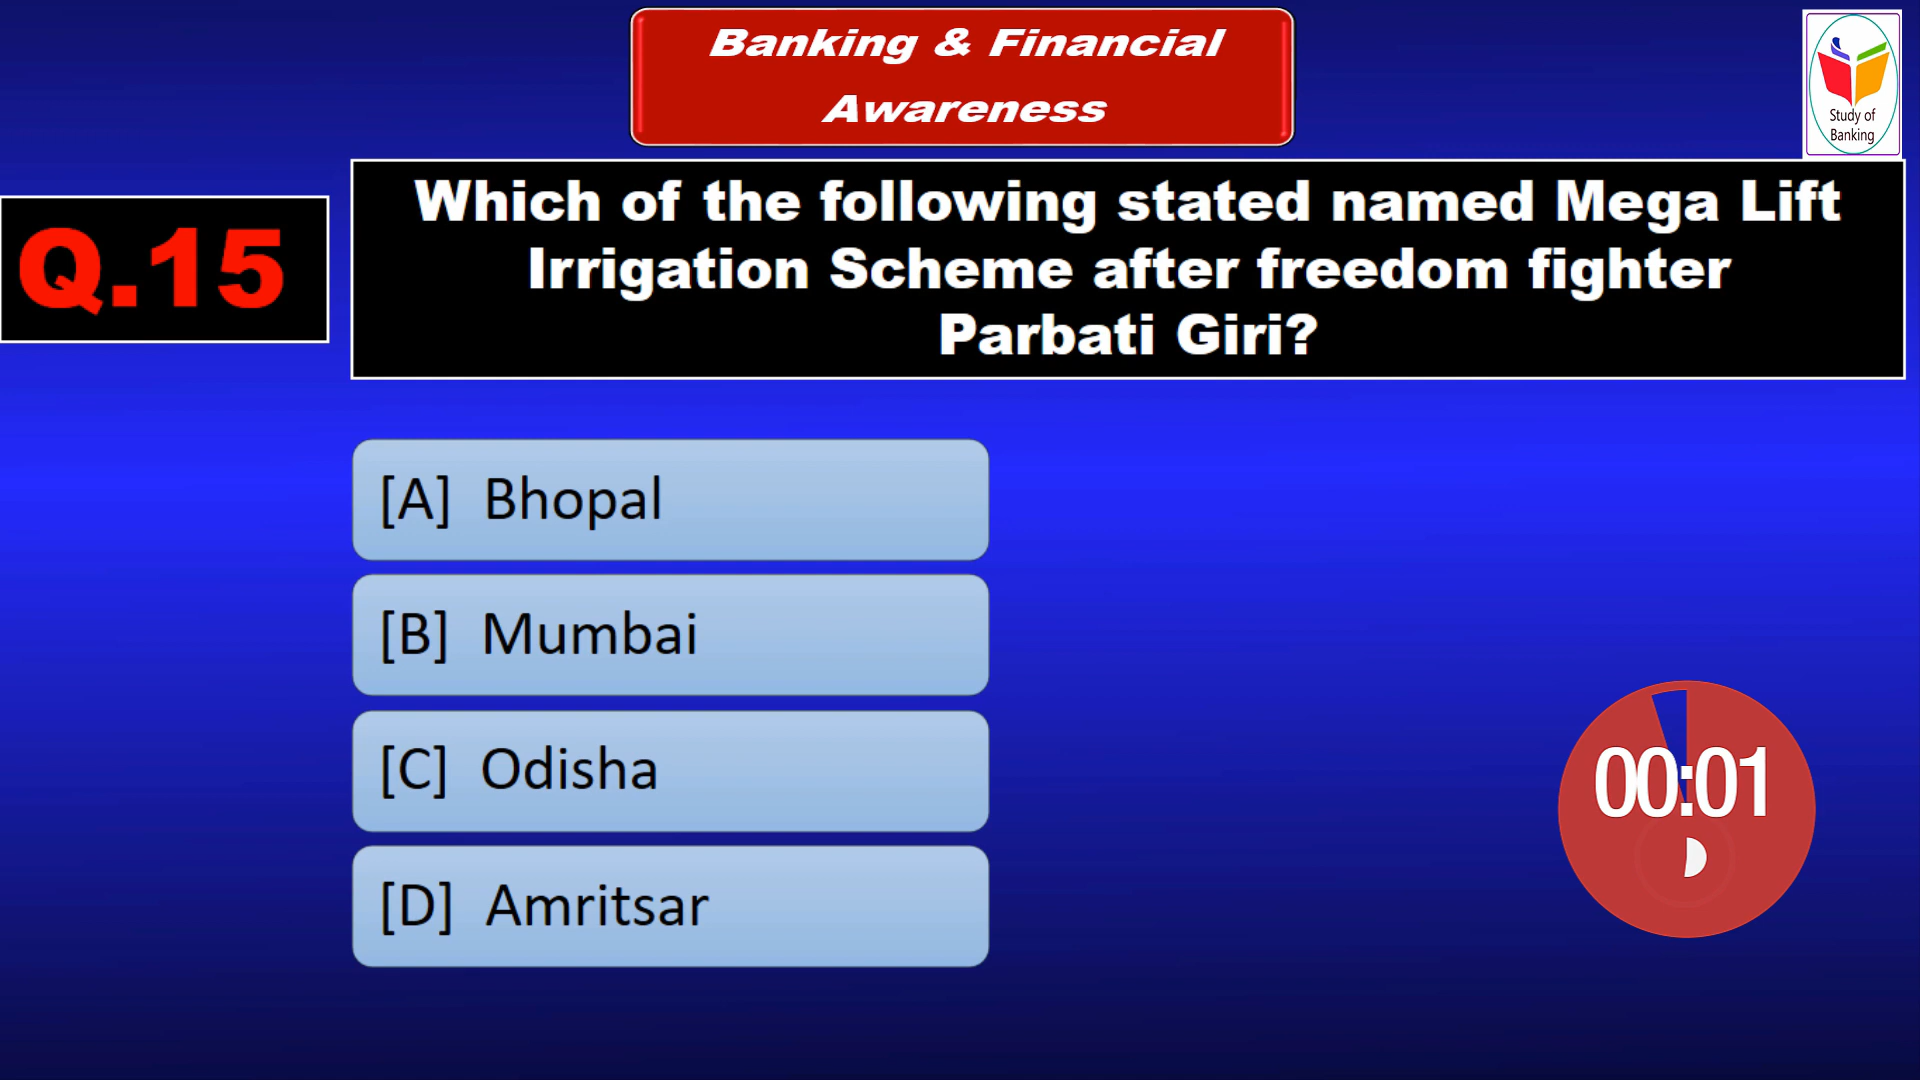 Banking & Financial
Awareness
Study of
Banking
Q.15
Which of the following stated named Mega Lift
Irrigation Scheme after freedom fighter
Parbati Giri?
[A] Bhopal
[B] Mumbai
[C] Odisha
[D] Amritsar
00:01